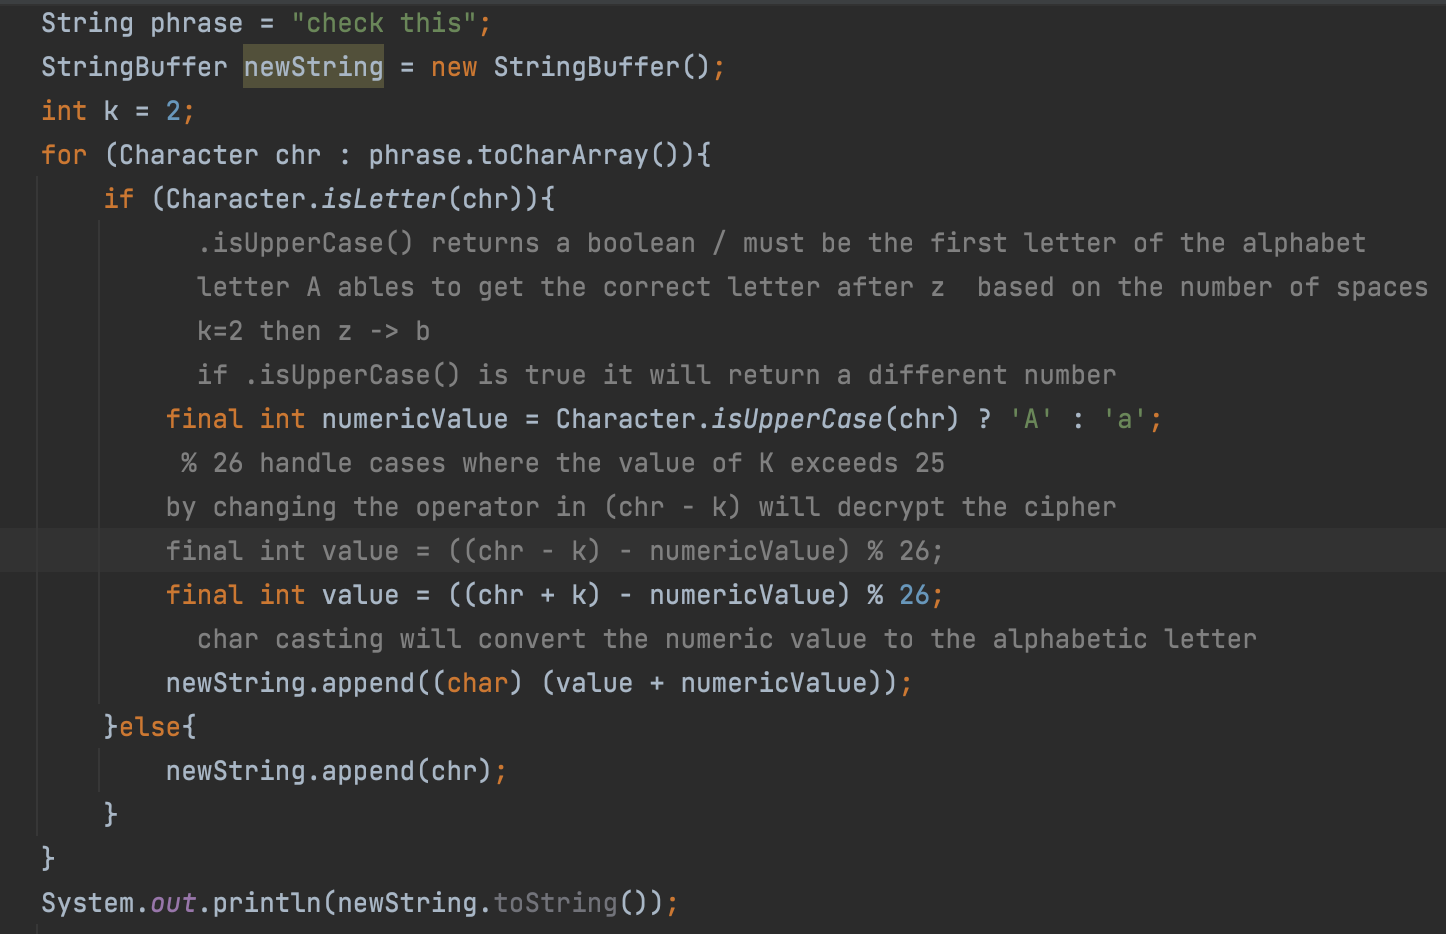 String phrase = "check this";
StringBuffer newString = new StringBuffer();
int k = 2;
for (Character chr : phrase.toCharArray()){
if (Character.isLetter(chr)){
.isUpperCase() returns a boolean / must be the first letter of the alphabet
letter A ables to get the correct letter after z  based on the number of spaces
k=2 then z -> b
if .isUpperCase() is true it will return a different number
final int numericValue = Character.isUpperCase(chr) ? 'A' : 'a';
% 26 handle cases where the value of K exceeds 25
by changing the operator in (chr - k) will decrypt the cipher
final int value = ((chr - k) - numericValue) % 26;
final int value = ((chr + k) - numericValue) % 26;
char casting will convert the numeric value to the alphabetic letter
newString.append((char) (value + numericValue));
}else{
newString.append(chr);
}
}
System.out.println(newString.toString());